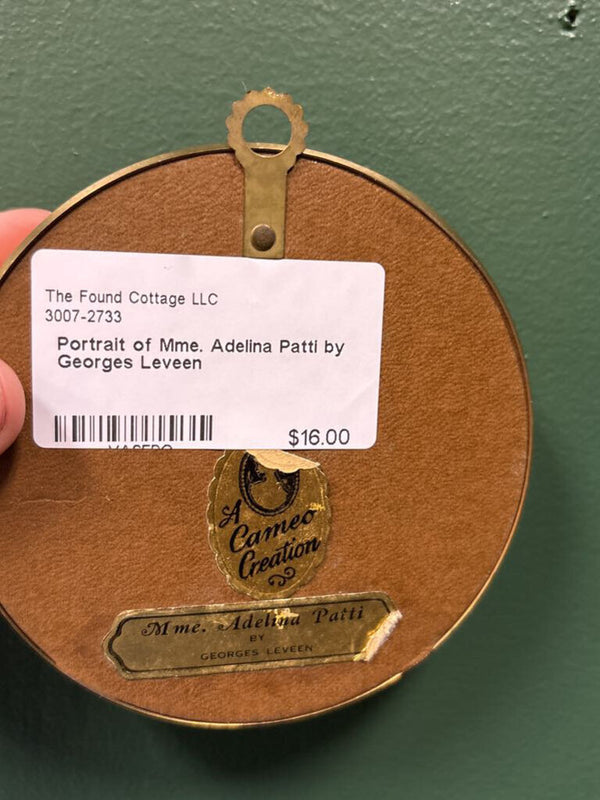 The Found Cottage LLC
3007-2733
Portrait of Mme. Adelina Patti by
Georges Leveen
$16.00
A
Cameo
Creation
Mme. Adelina Patti
BY
GEORGES LEVEEN